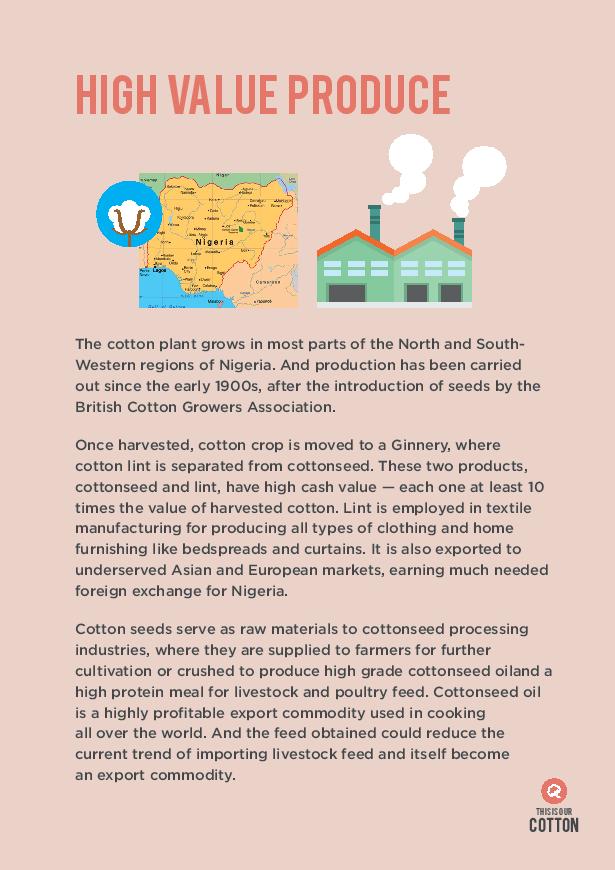 HIGH VALUE PRODUCE
Niger
Nigeria
Lagos
Cameroon
The cotton plant grows in most parts of the North and South-
Western regions of Nigeria. And production has been carried
out since the early 1900s, after the introduction of seeds by the
British Cotton Growers Association.
Once harvested, cotton crop is moved to a Ginnery, where
cotton lint is separated from cottonseed. These two products,
cottonseed and lint, have high cash value — each one at least 10
times the value of harvested cotton. Lint is employed in textile
manufacturing for producing all types of clothing and home
furnishing like bedspreads and curtains. It is also exported to
underserved Asian and European markets, earning much needed
foreign exchange for Nigeria.
Cotton seeds serve as raw materials to cottonseed processing
industries, where they are supplied to farmers for further
cultivation or crushed to produce high grade cottonseed oiland a
high protein meal for livestock and poultry feed. Cottonseed oil
is a highly profitable export commodity used in cooking
all over the world. And the feed obtained could reduce the
current trend of importing livestock feed and itself become
an export commodity.
THIS IS OUR
COTTON